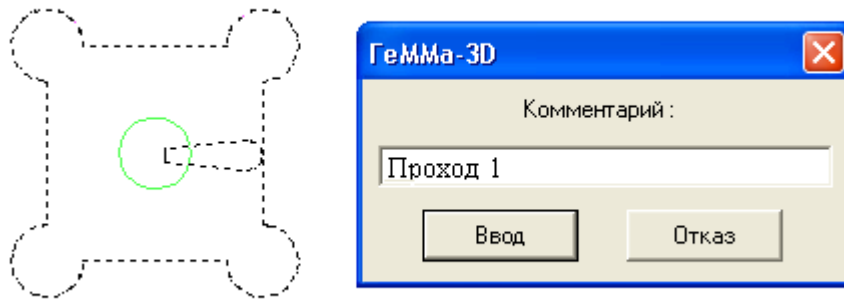 ГеММа-3D
Комментарий :
Проход 1
Ввод
Отказ